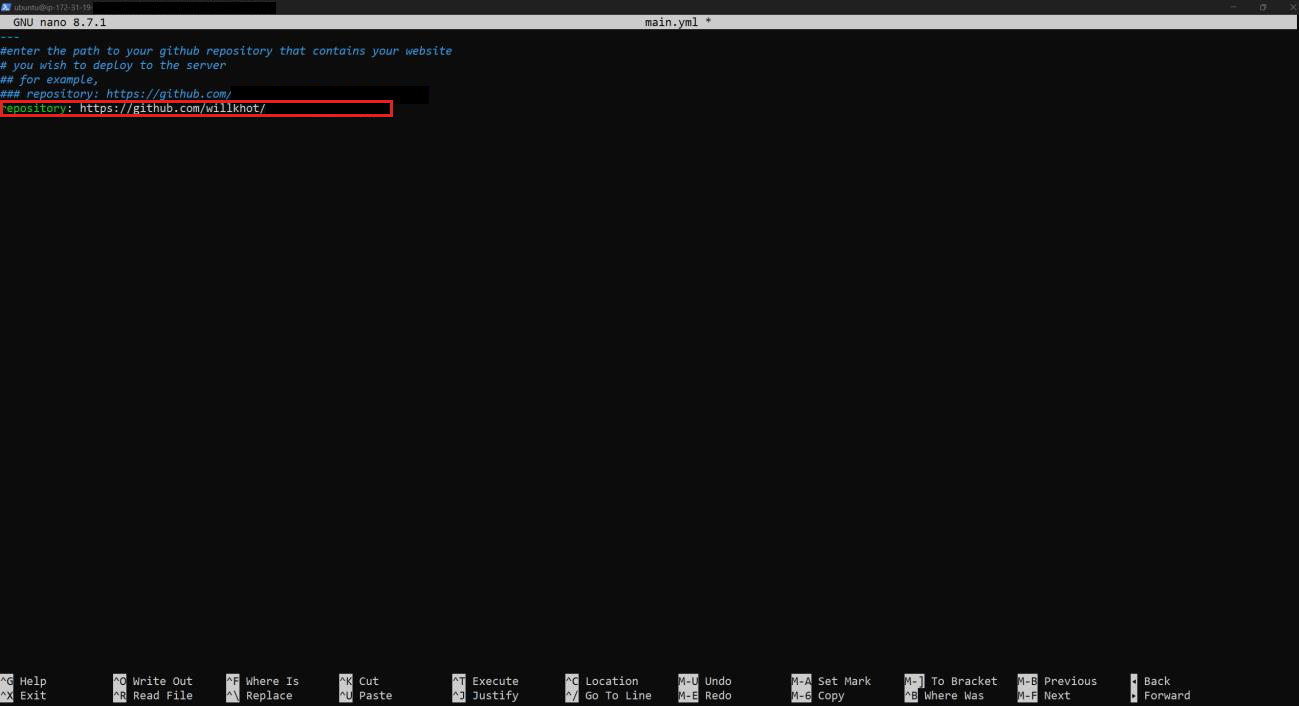 ubuntu@ip-172-31-19-
GNU nano 8.7.1 main.yml *
---
#enter the path to your github repository that contains your website
# you wish to deploy to the server
## for example,
### repository: https://github.com/
repository: https://github.com/willkhot/
^G Help ^O Write Out ^F Where Is ^K Cut ^T Execute ^C Location M-U Undo M-A Set Mark M-] To Bracket M-B Previous ◂ Back
^X Exit ^R Read File ^\ Replace ^U Paste ^J Justify ^/ Go To Line M-E Redo M-6 Copy ^B Where Was M-F Next ▸ Forward